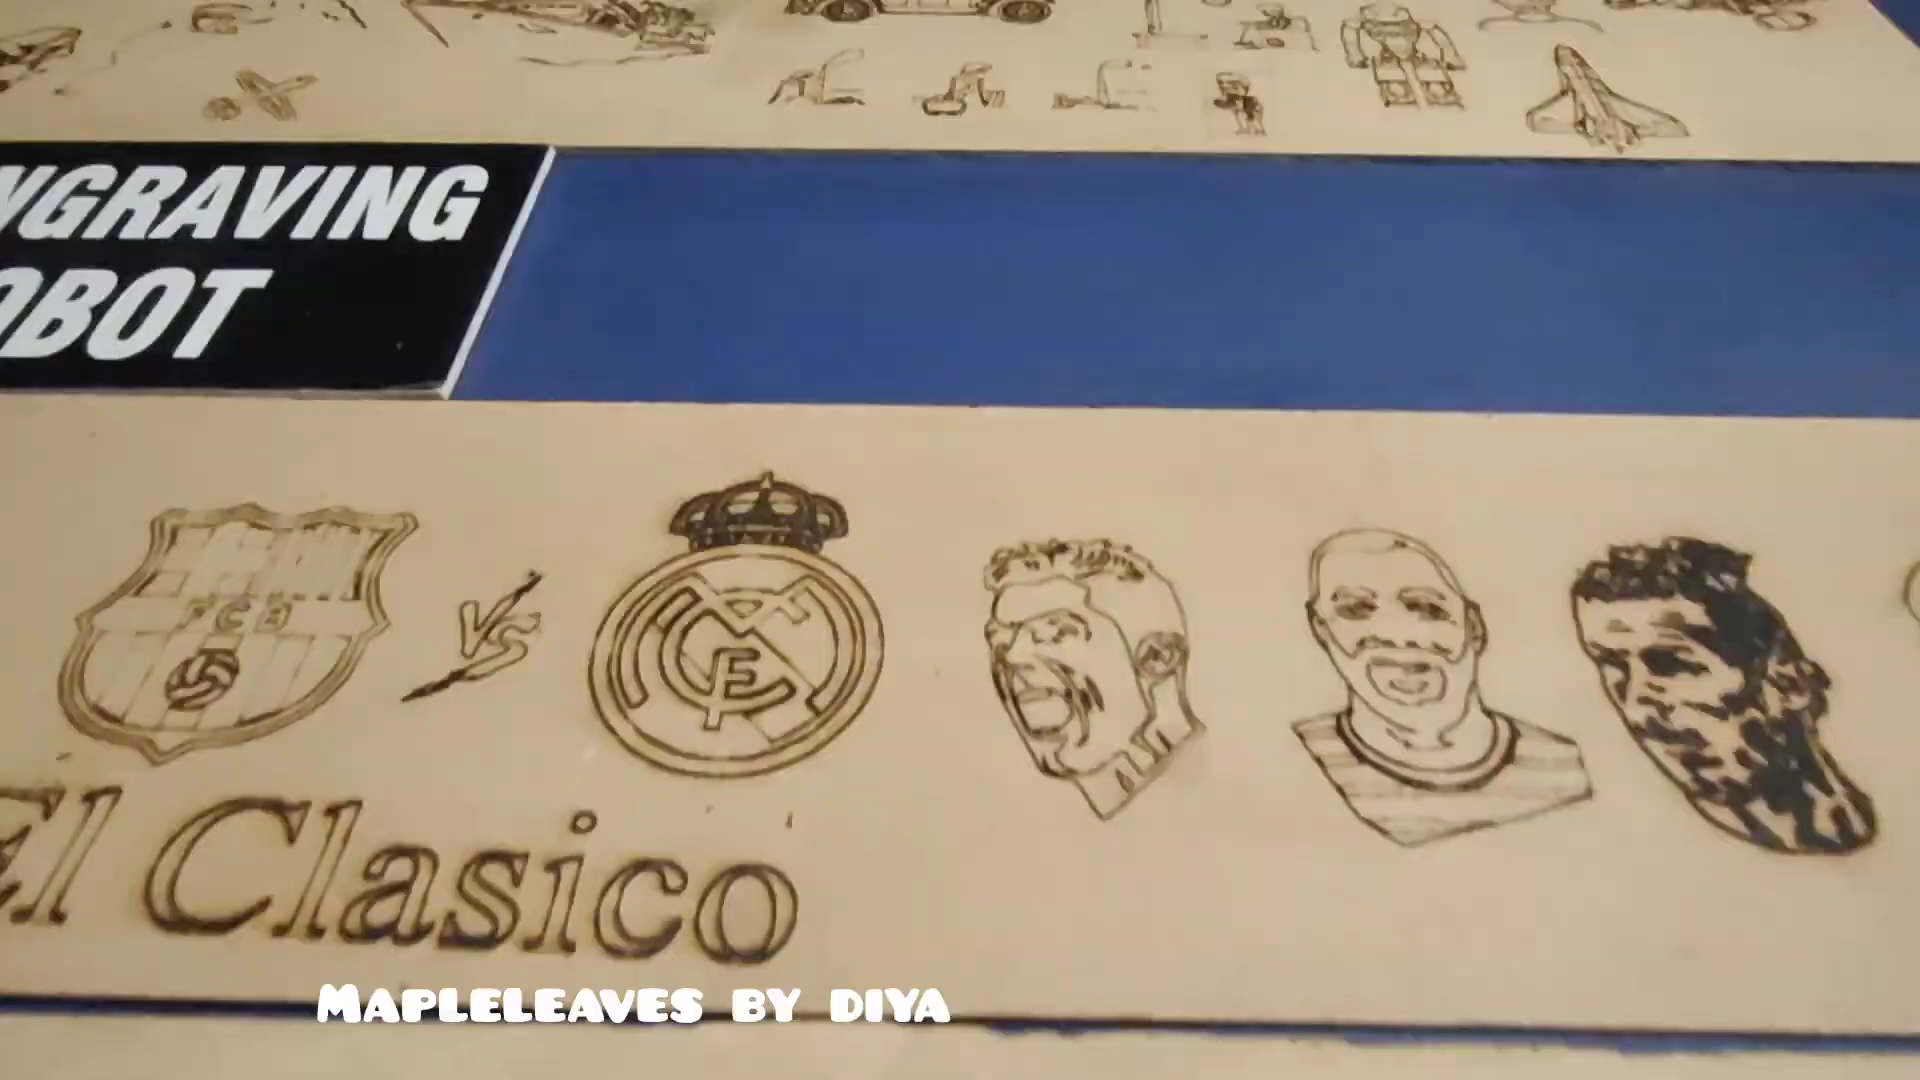 NGRAVING
OBOT
FCB
VS
El Clasico
MAPLELEAVES BY DIYA